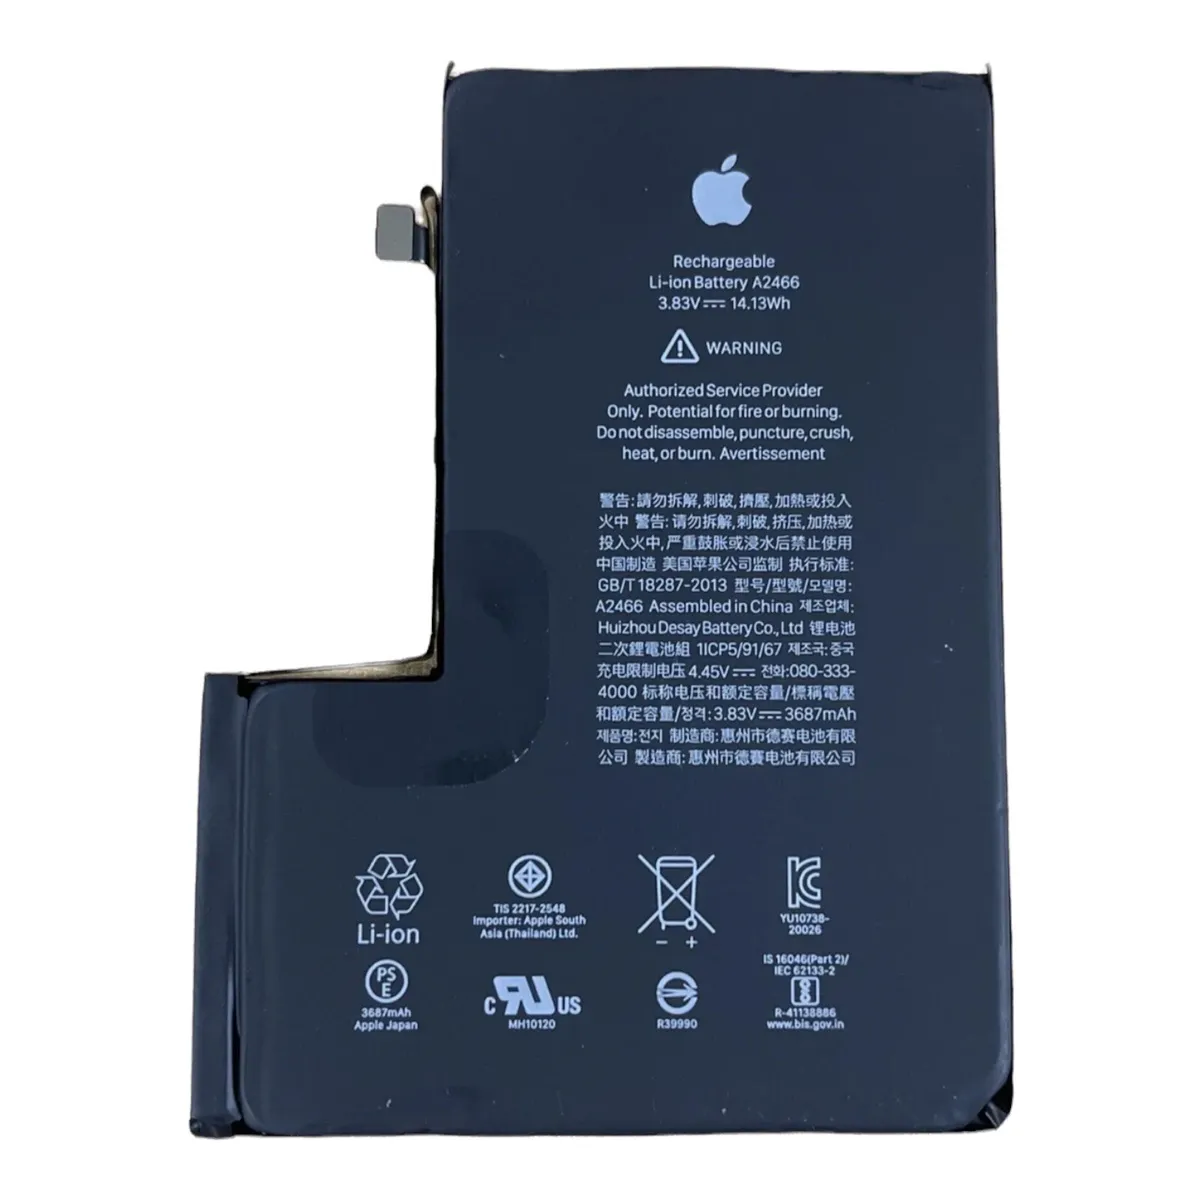 Rechargeable
Li-ion Battery A2466
3.83V⎓ 14.13Wh
WARNING
Authorized Service Provider
Only. Potential for fire or burning.
Do not disassemble, puncture, crush,
heat, or burn. Avertissement
警告:請勿拆解,刺破,擠壓,加熱或投入
火中 警告:请勿拆解,刺破,挤压,加热或
投入火中,严重鼓胀或浸水后禁止使用
中国制造 美国苹果公司监制 执行标准:
GB/T 18287-2013 型号/型號/모델명:
A2466 Assembled in China 제조업체:
Huizhou Desay Battery Co., Ltd 锂电池
二次鋰電池組 1ICP5/91/67 제조국:중국
充电限制电压 4.45V⎓ 전화:080-333-
4000 标称电压和额定容量/標稱電壓
和額定容量/정격:3.83V⎓3687mAh
제품명:전지 制造商:惠州市德赛电池有限
公司 製造商:惠州市德賽电池有限公司
Li-ion
TIS 2217-2548
Importer: Apple South
Asia (Thailand) Ltd.
− +
YU10738-
20026
PS
E
3687mAh
Apple Japan
c RU US
MH10120
R39990
IS 16046(Part 2)/
IEC 62133-2
R-41138886
www.bis.gov.in